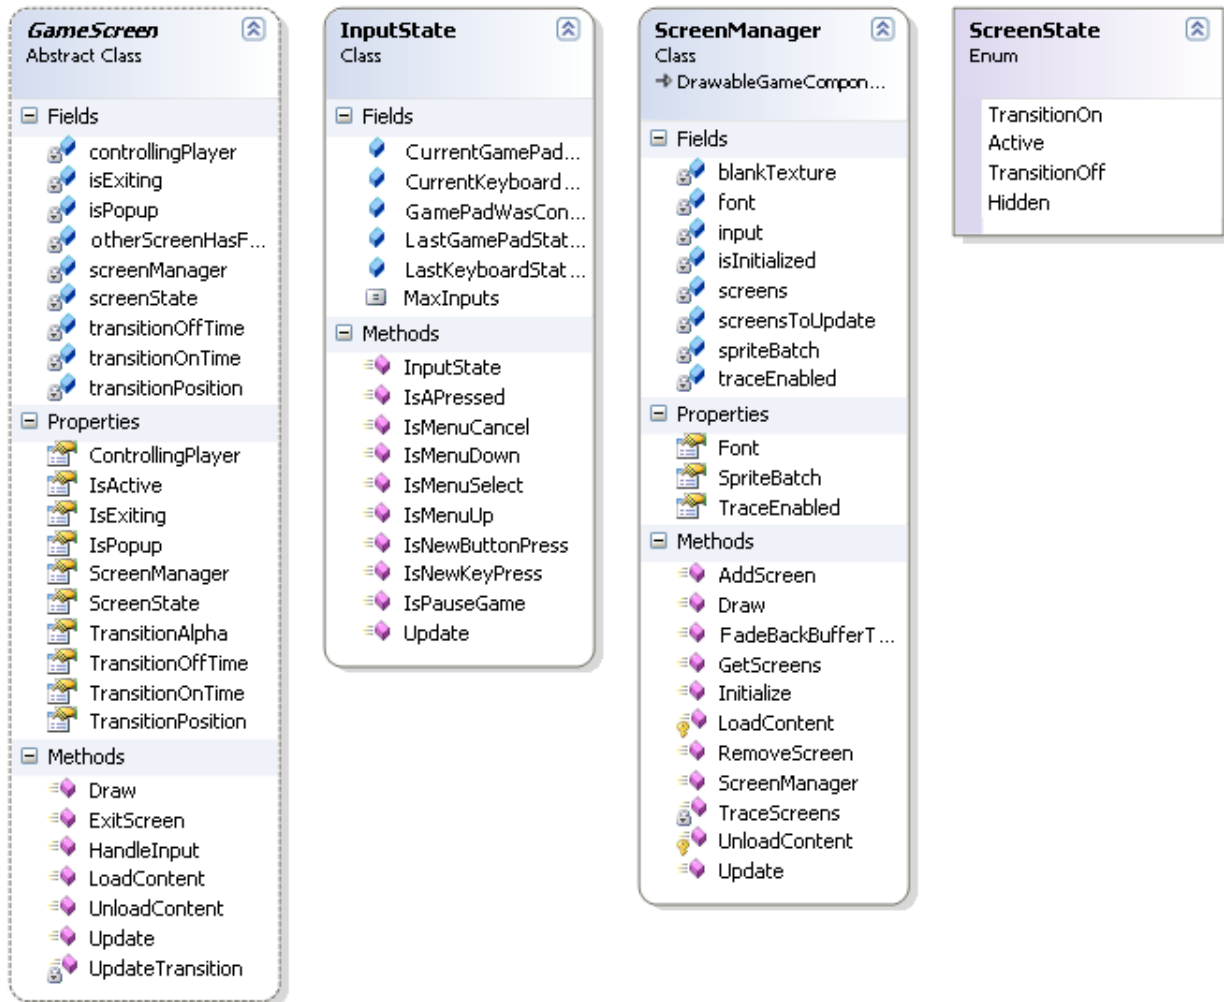 GameScreen
Abstract Class
Fields
controllingPlayer
isExiting
isPopup
otherScreenHasF...
screenManager
screenState
transitionOffTime
transitionOnTime
transitionPosition
Properties
ControllingPlayer
IsActive
IsExiting
IsPopup
ScreenManager
ScreenState
TransitionAlpha
TransitionOffTime
TransitionOnTime
TransitionPosition
Methods
Draw
ExitScreen
HandleInput
LoadContent
UnloadContent
Update
UpdateTransition
InputState
Class
Fields
CurrentGamePad...
CurrentKeyboard...
GamePadWasCon...
LastGamePadStat...
LastKeyboardStat...
MaxInputs
Methods
InputState
IsAPressed
IsMenuCancel
IsMenuDown
IsMenuSelect
IsMenuUp
IsNewButtonPress
IsNewKeyPress
IsPauseGame
Update
ScreenManager
Class
DrawableGameCompon...
Fields
blankTexture
font
input
isInitialized
screens
screensToUpdate
spriteBatch
traceEnabled
Properties
Font
SpriteBatch
TraceEnabled
Methods
AddScreen
Draw
FadeBackBufferT...
GetScreens
Initialize
LoadContent
RemoveScreen
ScreenManager
TraceScreens
UnloadContent
Update
ScreenState
Enum
TransitionOn
Active
TransitionOff
Hidden